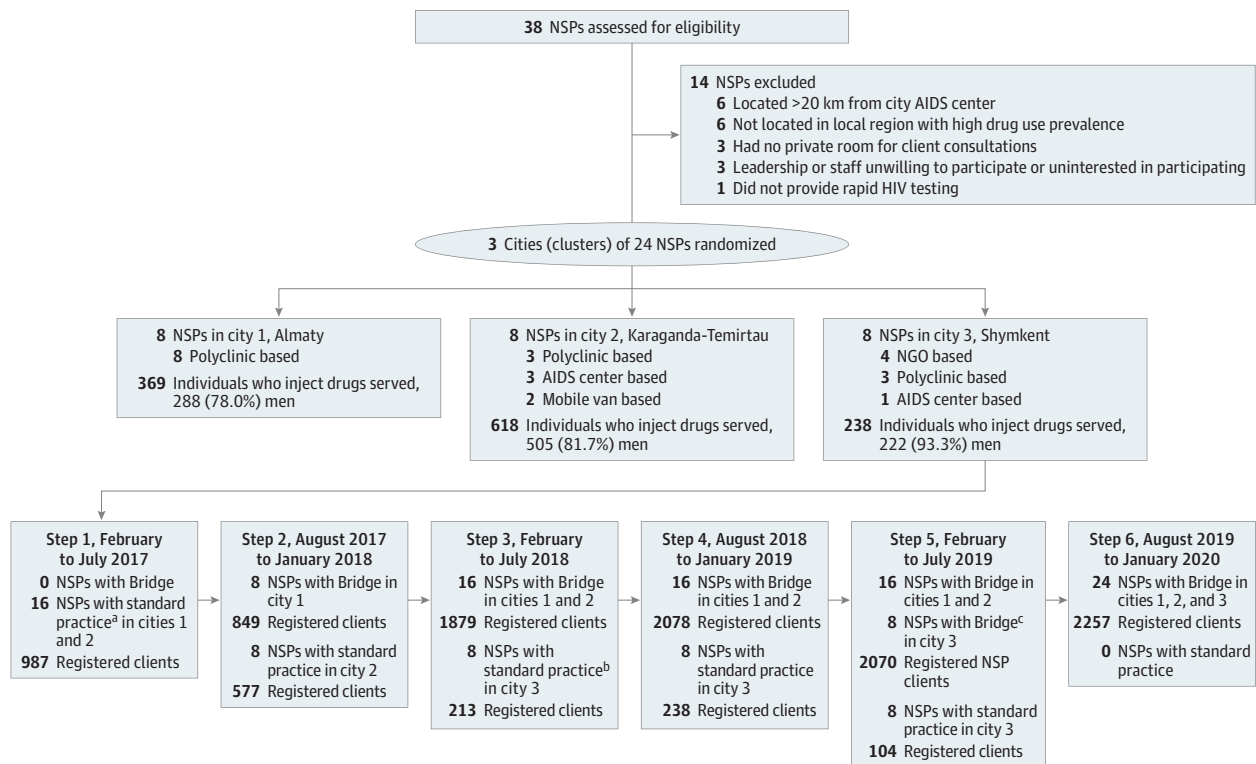 38 NSPs assessed for eligibility
14 NSPs excluded
6 Located >20 km from city AIDS center
6 Not located in local region with high drug use prevalence
3 Had no private room for client consultations
3 Leadership or staff unwilling to participate or uninterested in participating
1 Did not provide rapid HIV testing
3 Cities (clusters) of 24 NSPs randomized
8 NSPs in city 1, Almaty
8 Polyclinic based
369 Individuals who inject drugs served,
288 (78.0%) men
8 NSPs in city 2, Karaganda-Temirtau
3 Polyclinic based
3 AIDS center based
2 Mobile van based
618 Individuals who inject drugs served,
505 (81.7%) men
8 NSPs in city 3, Shymkent
4 NGO based
3 Polyclinic based
1 AIDS center based
238 Individuals who inject drugs served,
222 (93.3%) men
Step 1, February
to July 2017
0 NSPs with Bridge
16 NSPs with standard
practiceᵃ in cities 1
and 2
987 Registered clients
Step 2, August 2017
to January 2018
8 NSPs with Bridge in
city 1
849 Registered clients
8 NSPs with standard
practice in city 2
577 Registered clients
Step 3, February
to July 2018
16 NSPs with Bridge
in cities 1 and 2
1879 Registered clients
8 NSPs with
standard practiceᵇ
in city 3
213 Registered clients
Step 4, August 2018
to January 2019
16 NSPs with Bridge
in cities 1 and 2
2078 Registered clients
8 NSPs with
standard practice
in city 3
238 Registered clients
Step 5, February
to July 2019
16 NSPs with Bridge in
cities 1 and 2
8 NSPs with Bridgeᶜ
in city 3
2070 Registered NSP
clients
8 NSPs with standard
practice in city 3
104 Registered clients
Step 6, August 2019
to January 2020
24 NSPs with Bridge in
cities 1, 2, and 3
2257 Registered clients
0 NSPs with standard
practice